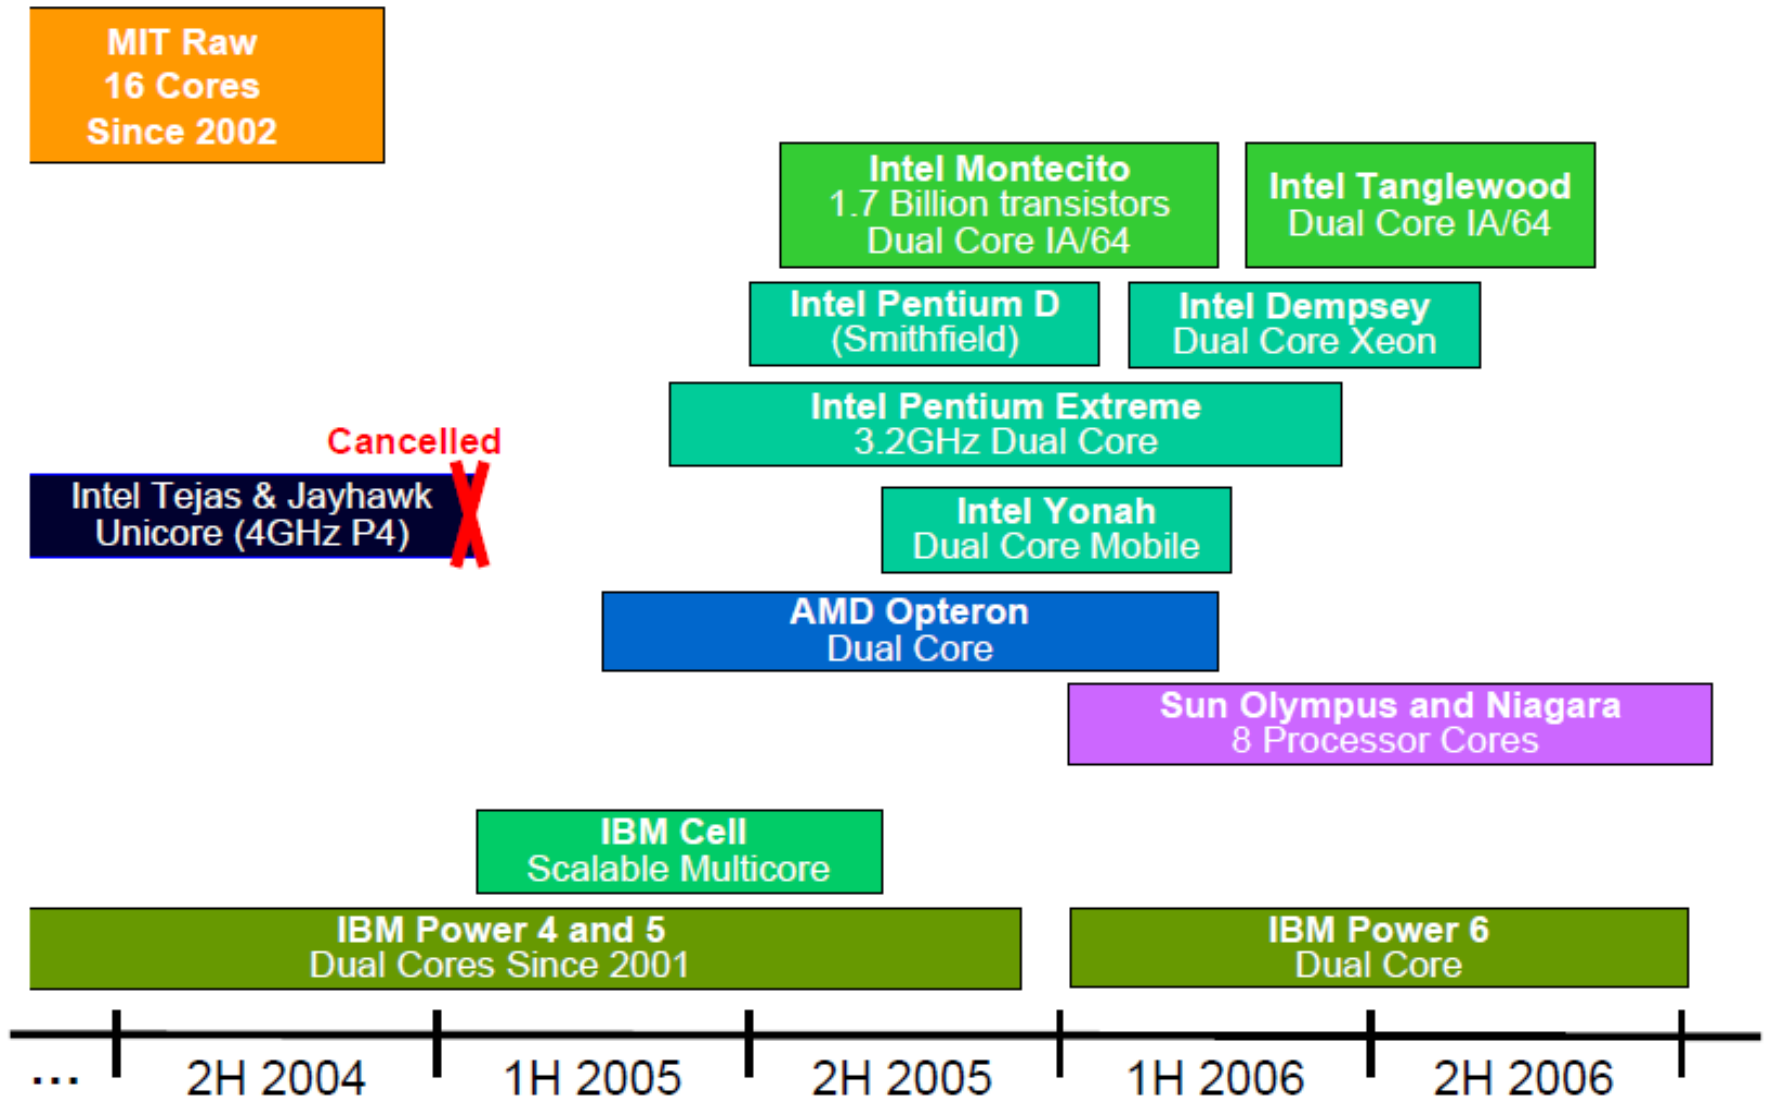 MIT Raw
16 Cores
Since 2002
Intel Montecito
1.7 Billion transistors
Dual Core IA/64
Intel Tanglewood
Dual Core IA/64
Intel Pentium D
(Smithfield)
Intel Dempsey
Dual Core Xeon
Intel Pentium Extreme
3.2GHz Dual Core
Cancelled
Intel Tejas & Jayhawk
Unicore (4GHz P4)
Intel Yonah
Dual Core Mobile
AMD Opteron
Dual Core
Sun Olympus and Niagara
8 Processor Cores
IBM Cell
Scalable Multicore
IBM Power 4 and 5
Dual Cores Since 2001
IBM Power 6
Dual Core
... 2H 2004 1H 2005 2H 2005 1H 2006 2H 2006